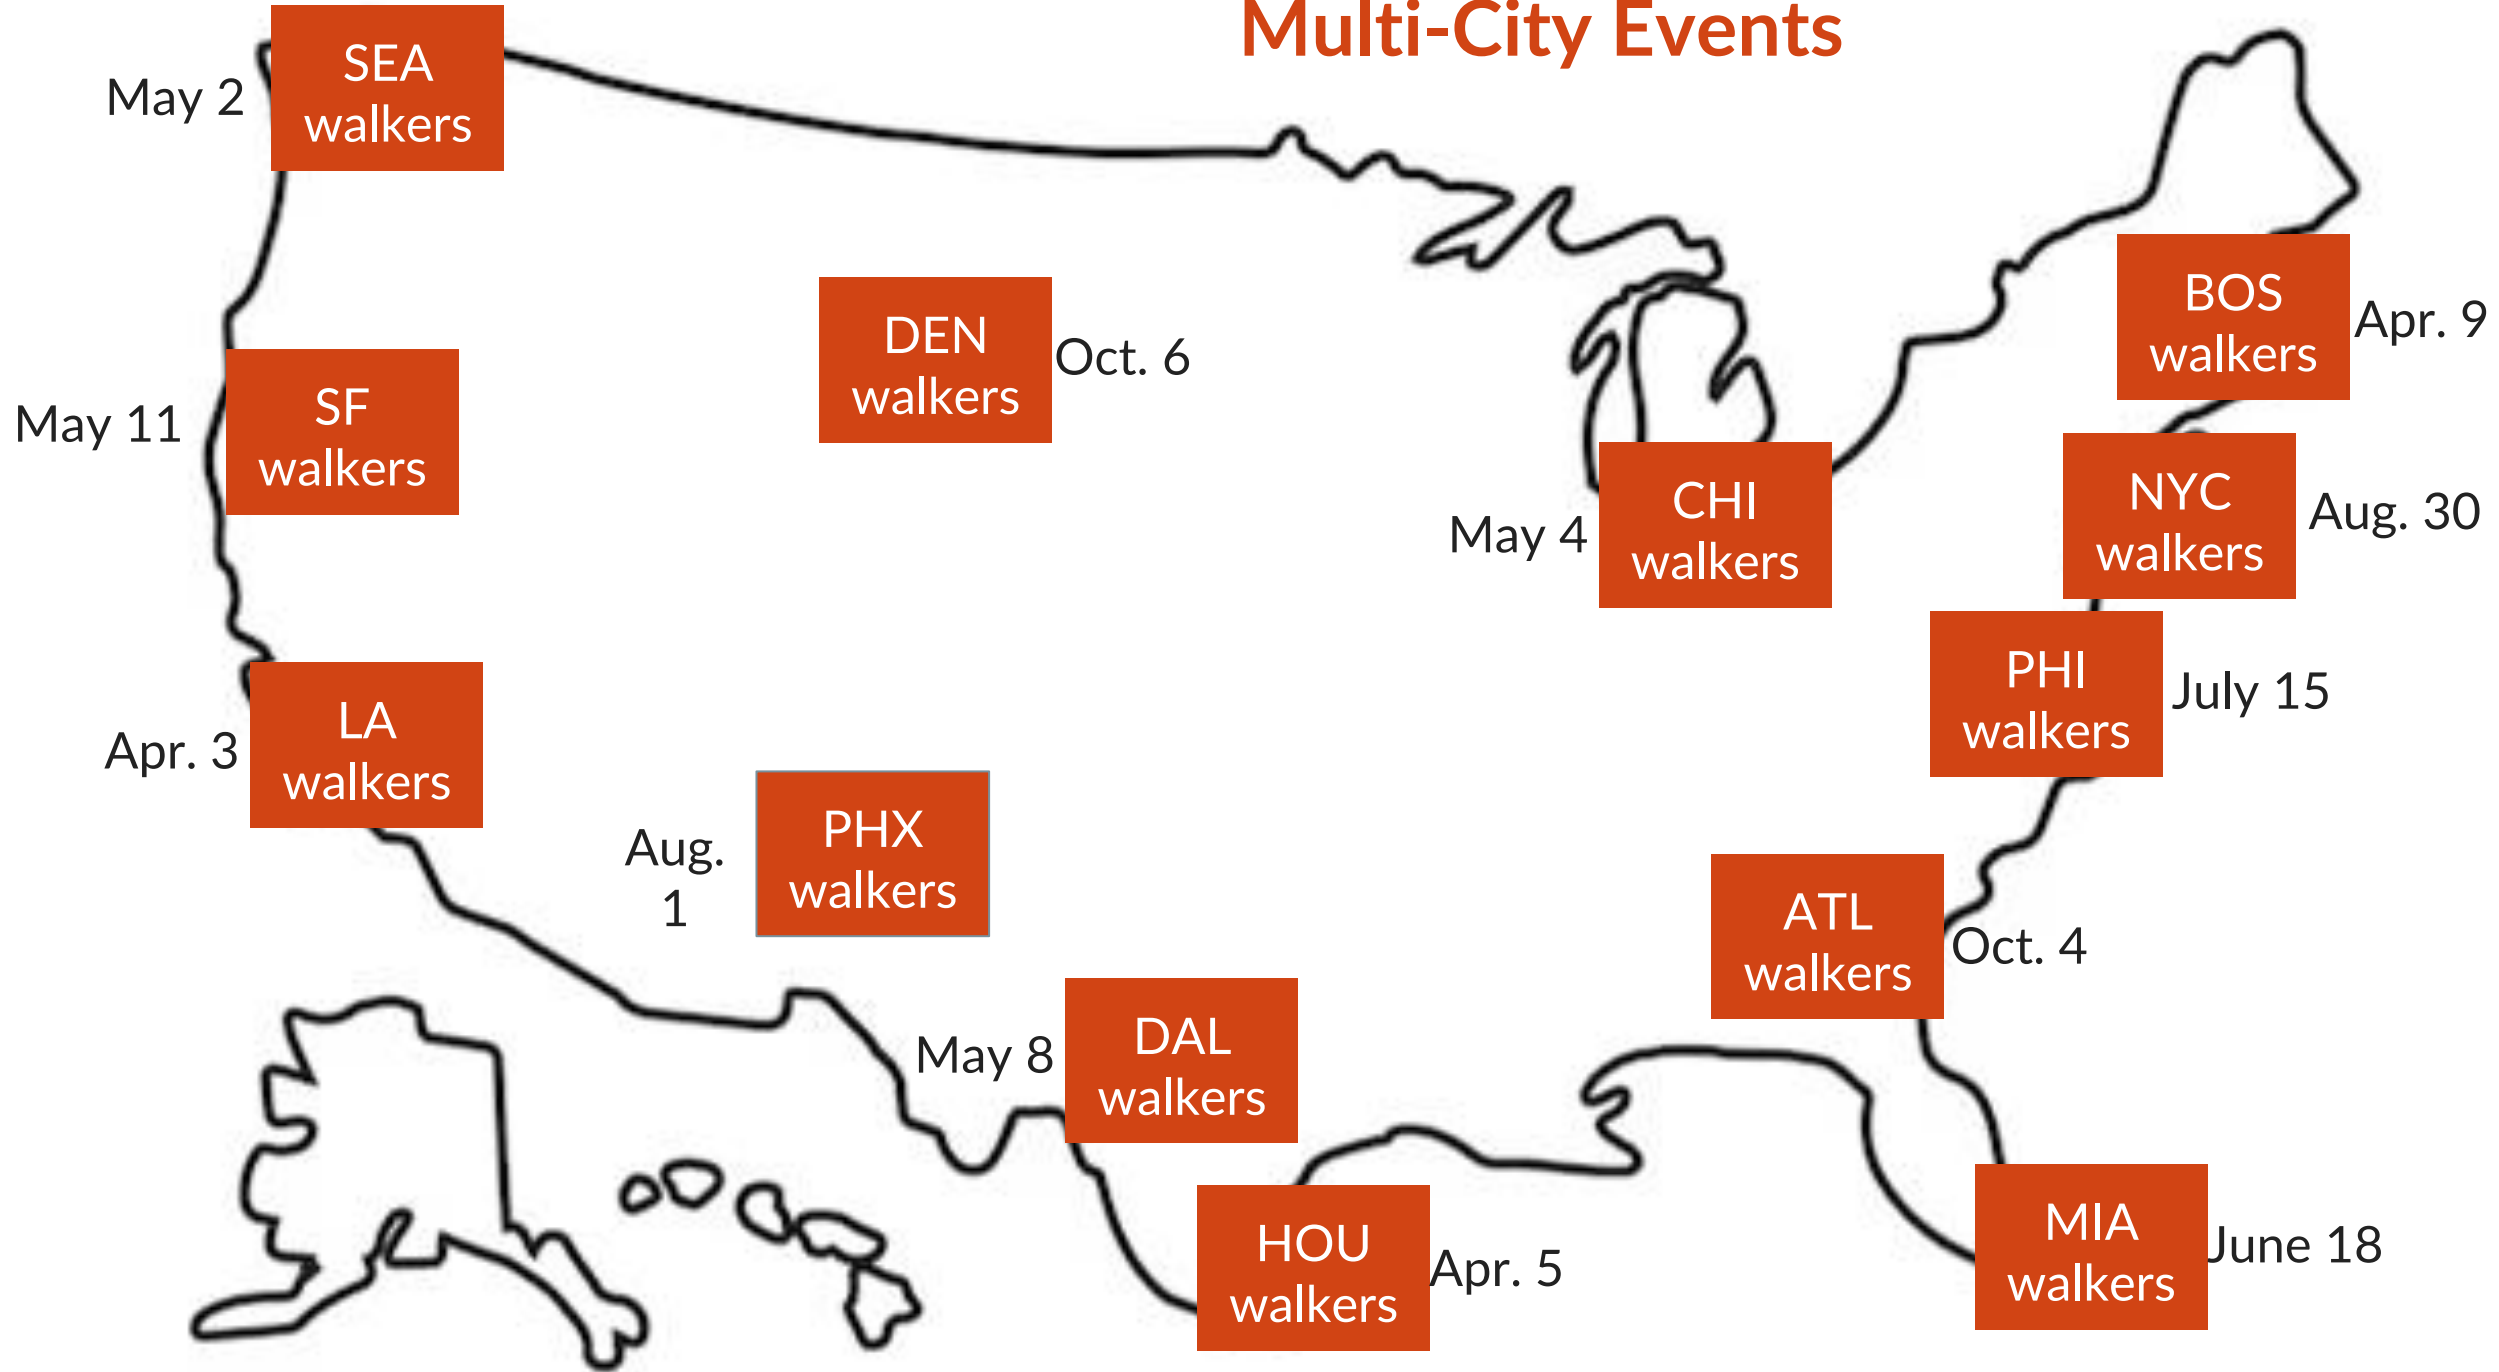 Multi-City Events
SEA
walkers
May 2
DEN
walkers
Oct. 6
BOS
walkers
Apr. 9
SF
walkers
May 11
CHI
walkers
May 4
NYC
walkers
Aug. 30
PHI
walkers
July 15
LA
walkers
Apr. 3
PHX
walkers
Aug.
1
ATL
walkers
Oct. 4
DAL
walkers
May 8
MIA
walkers
June 18
HOU
walkers
Apr. 5